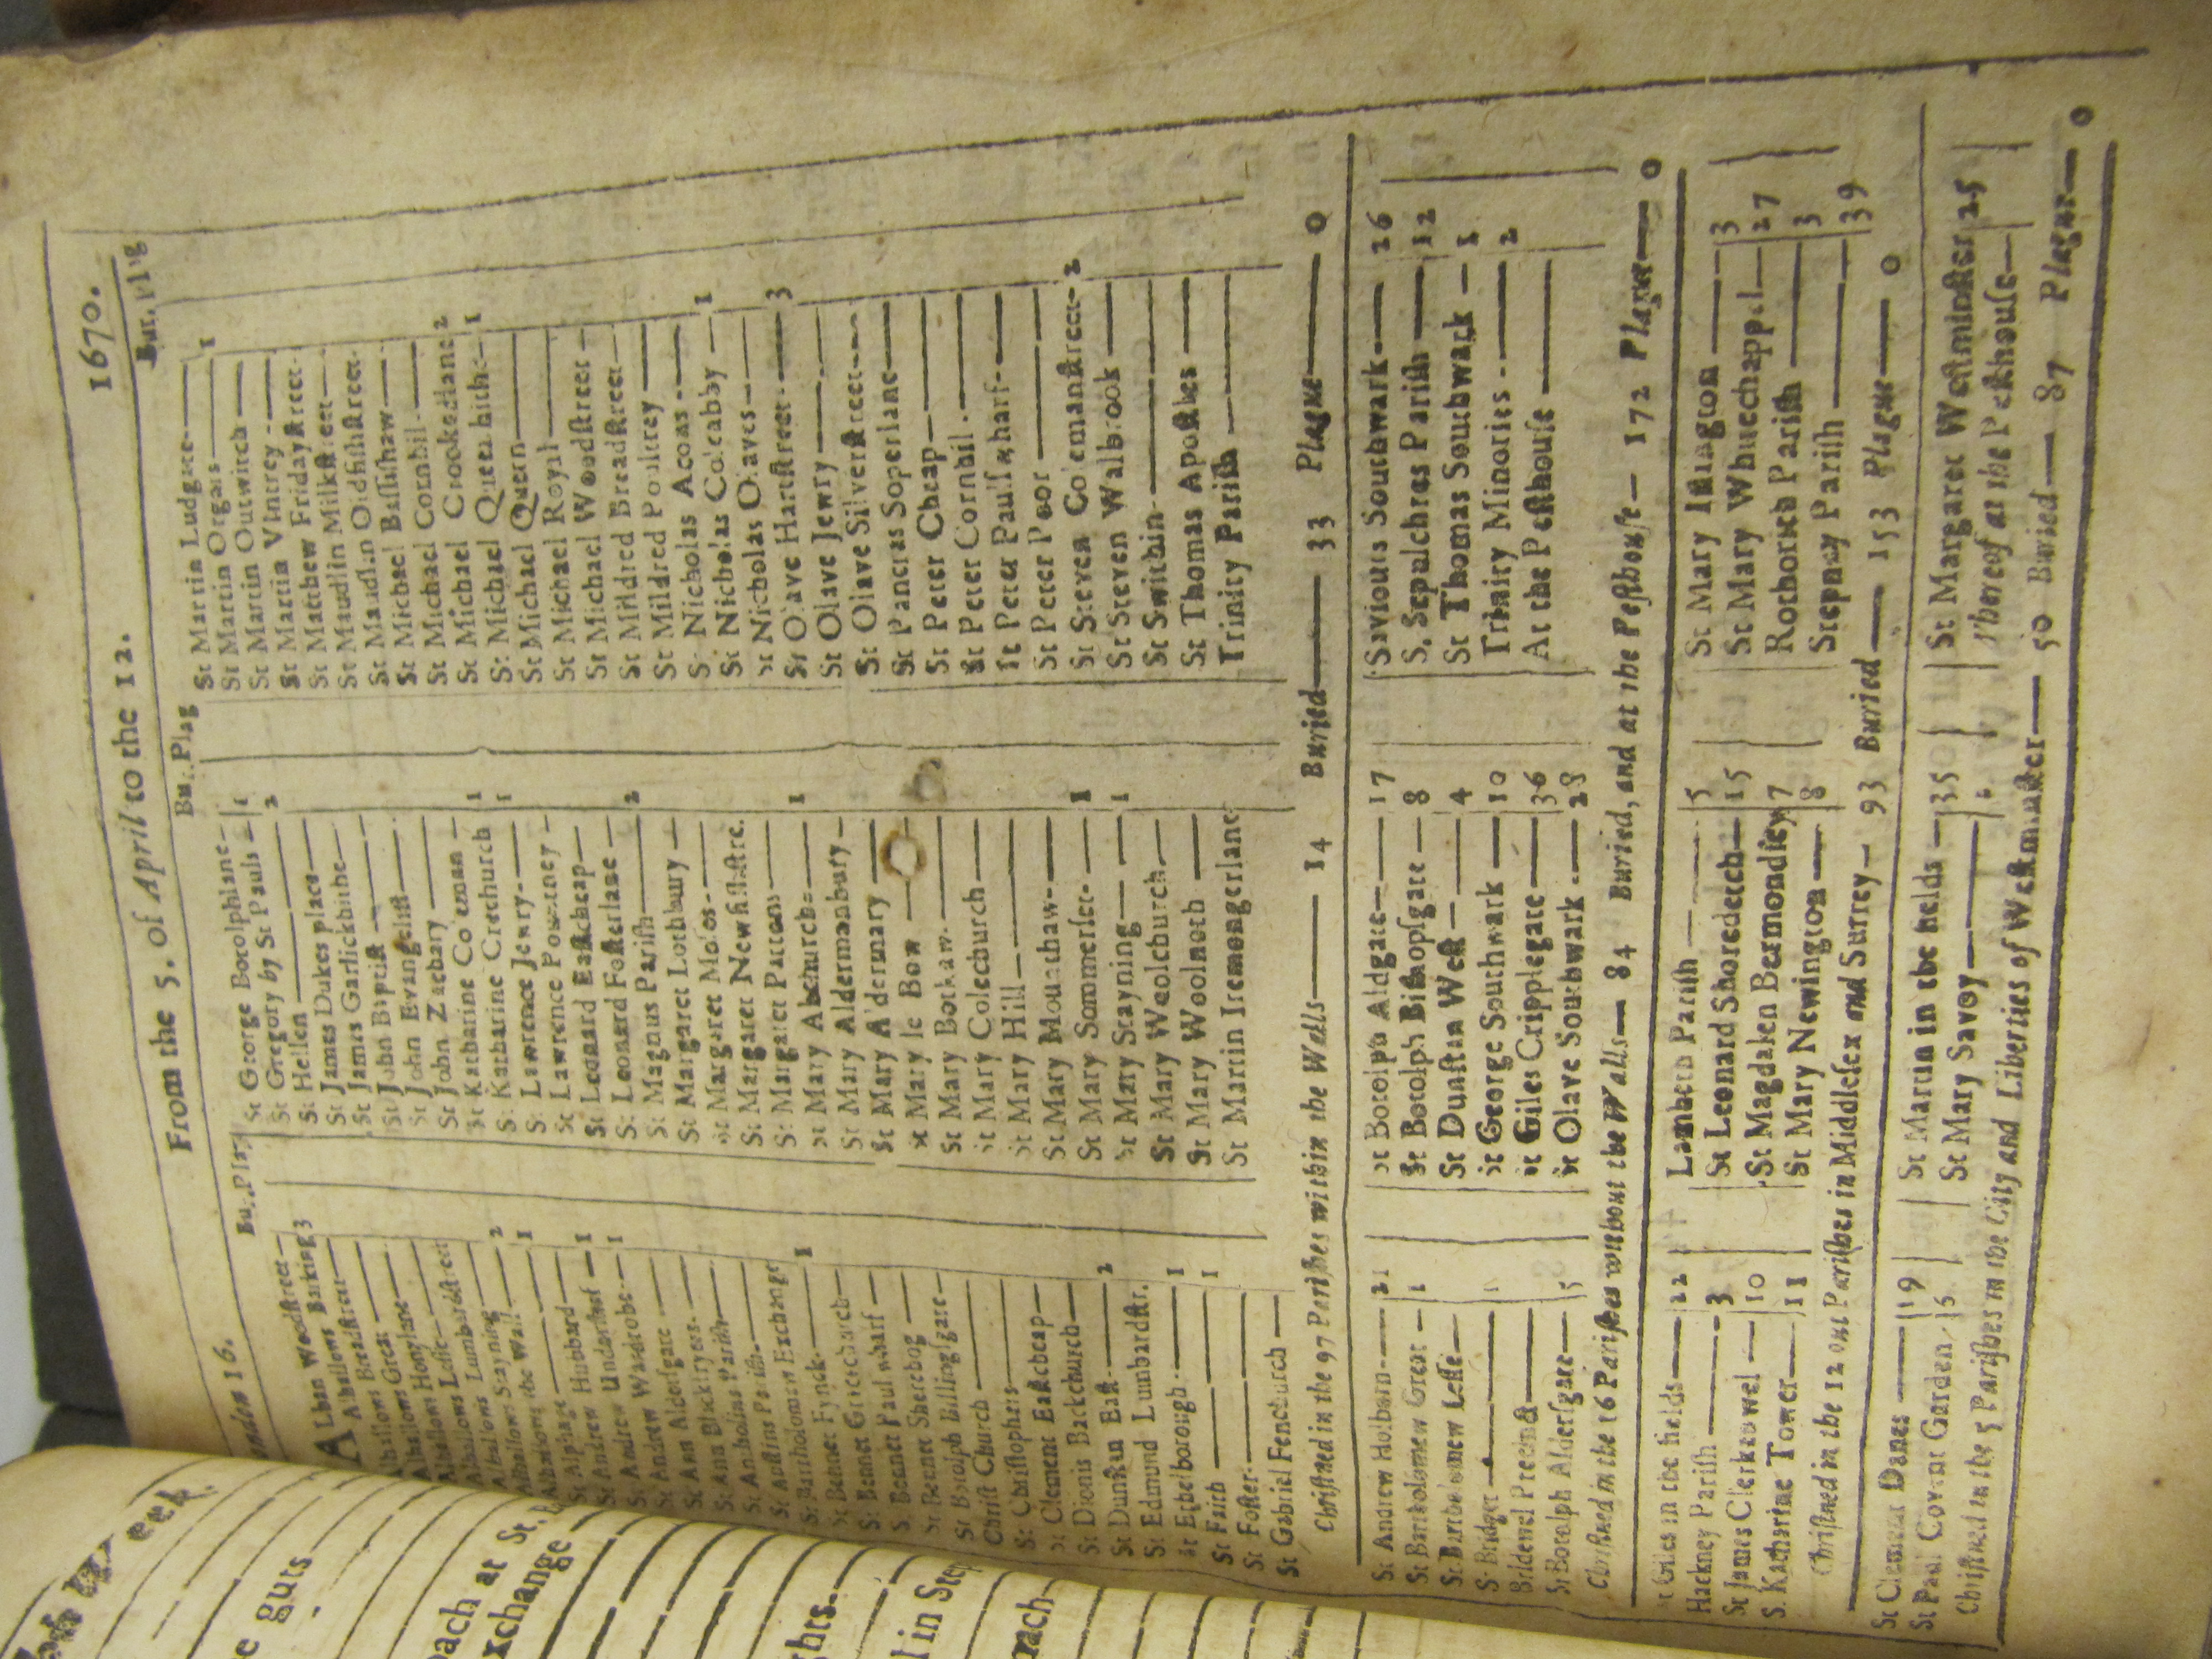 From the 5. of April to the 12. 1670.
Bu.. Plag
ALban Woodstreet
Alhallows Barking 3
Alhallows Breadstreet
Alhallows Great
Alhallows Honylane
Alhallows Lesse
Alhallows Lumbardstreet
Alhallows Stayning 2
Alhallows the Wall 1
St Alphage
St Andrew Hubbard
St Andrew Undershaft 1
St Andrew Wardrobe 1
St Ann Aldersgate
St Ann Blackfryers
St Antholins Parish
St Austins Parish
St Bartholomew Exchange
St Bennet Fynck 1
St Bennet Gracechurch
St Bennet Paul wharf
St Bennet Sherehog
St Botolph Billingsgate
Christ Church
St Christophers
St Clement Eastcheap
St Dionis Backchurch
St Dunstan East 2
St Edmund Lumbardstr.
St Ethelborough 1
St Faith 1
St Foster
St Gabriel Fenchurch
Bu.. Plag
St George Botolphlane
St Gregory by St Pauls 1
St Hellen 2
St James Dukes place
St James Garlickhithe
St John Baptist
St John Evangelist
St John Zachary
St Katharine Coleman
St Katharine Creechurch 1
St Lawrence Jewry 1
St Lawrence Pountney
St Leonard Eastcheap
St Leonard Fosterlane
St Magnus Parish 2
St Margaret Lothbury
St Margaret Moses
St Margaret Newfishstre.
St Margaret Pattons
St Mary Abchurch 1
St Mary Aldermanbury
St Mary Aldermary
St Mary le Bow
St Mary Bothaw
St Mary Colechurch
St Mary Hill
St Mary Mounthaw
St Mary Sommerset 1
St Mary Stayning 1
St Mary Woolchurch
St Mary Woolnoth
St Martin Iremongerlane
Bur. Plag
St Martin Ludgate
St Martin Orgais 1
St Martin Outwitch
St Martin Vintrey
St Matthew Fridaystreet
St Maudlin Milkstreet
St Maudlin Oldfishstreet
St Michael Bassishaw
St Michael Cornhil
St Michael Crookedlane 2
St Michael Queenhithe 1
St Michael Quern
St Michael Royal
St Michael Woodstreet
St Mildred Breadstreet
St Mildred Poultrey
St Nicholas Acons
St Nicholas Coleabby 1
St Nicholas Olaves
St Olave Hartstreet 3
St Olave Jewry
St Olave Silverstreet
St Pancras Soperlane
St Peter Cheap
St Peter Cornhil
St Peter Paulswharf
St Peter Poor
St Steven Colemanstreet 2
St Steven Walbrook
St Swithin
St Thomas Apostles
Trinity Parish
Christned in the 97 Parishes within the Walls — 14 Buried — 33 Plague — 0
St Andrew Holborn 21
St Bartholomew Great 1
St Bartholomew Lesse
St Bridget
Bridewel Precinct
St Botolph Aldersgate 5
St Botolph Aldgate 17
St Botolph Bishopsgate 8
St Dunstan West 4
St George Southwark 10
St Giles Cripplegate 36
St Olave Southwark 28
Saviours Southwark 26
S. Sepulchres Parish 12
St Thomas Southwark 1
Trinity Minories 2
At the Pesthouse
Christned in the 16 Parishes without the Walls — 84 Buried, and at the Pesthouse — 172 Plague — 0
St Giles in the fields 22
Hackney Parish 3
St James Clerkenwel 10
S. Katharine Tower 11
Lambeth Parish 5
St Leonard Shoreditch 15
St Magdalen Bermondsey 7
St Mary Newington 8
St Mary Islington 3
St Mary Whitechappel 27
Rothorith Parish 3
Stepney Parish 39
Christned in the 12 out Parishes in Middlesex and Surrey — 93 Buried — 153 Plague — 0
St Clement Danes 19
St Paul Covent Garden
St Martin in the fields 35
St Mary Savoy
St Margaret Westminster 25
Thereof at the Pesthouse
Christned in the 5 Parishes in the City and Liberties of Westminster — 50 Buried — 87 Plague — 0
guts
at St.
xchange
in Step